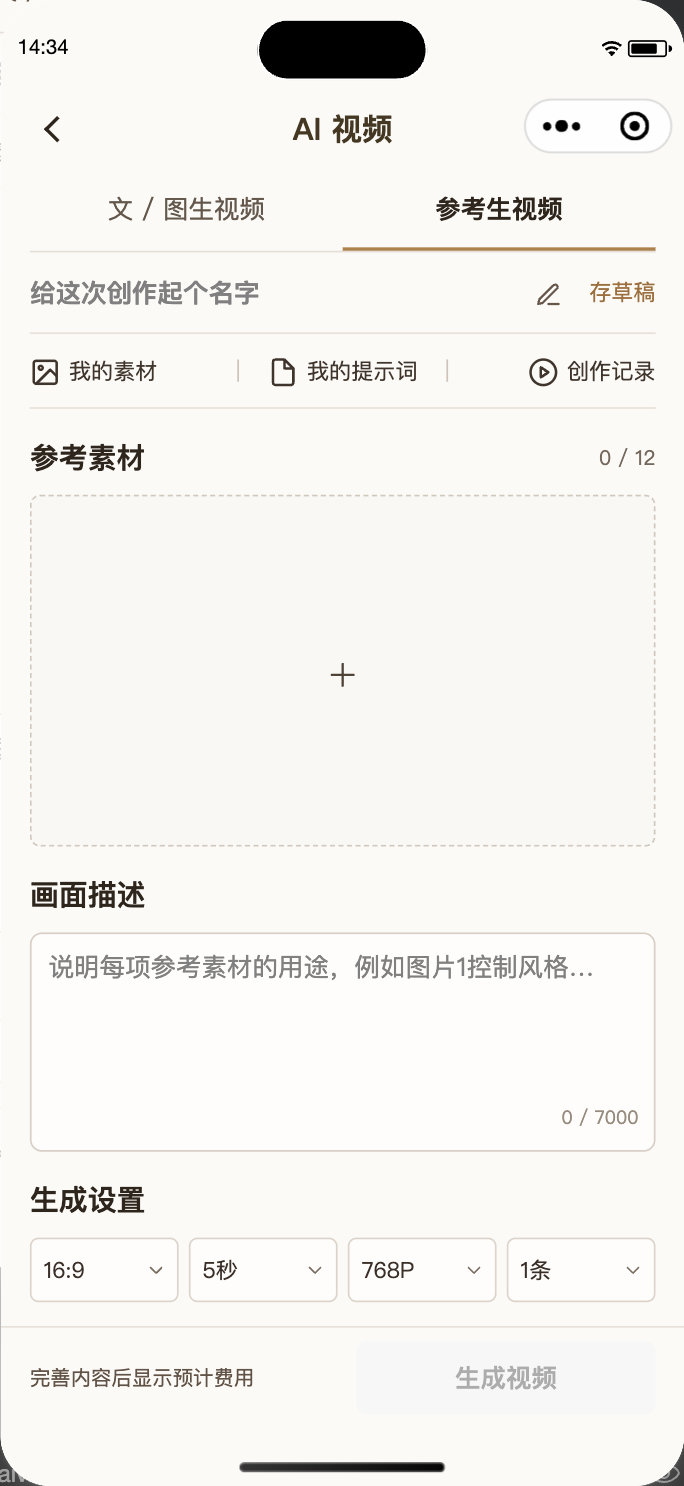 14:34
AI 视频
文 / 图生视频
参考生视频
给这次创作起个名字
存草稿
我的素材
我的提示词
创作记录
参考素材
0 / 12
画面描述
说明每项参考素材的用途，例如图片1控制风格...
0 / 7000
生成设置
16:9
5秒
768P
1条
完善内容后显示预计费用
生成视频